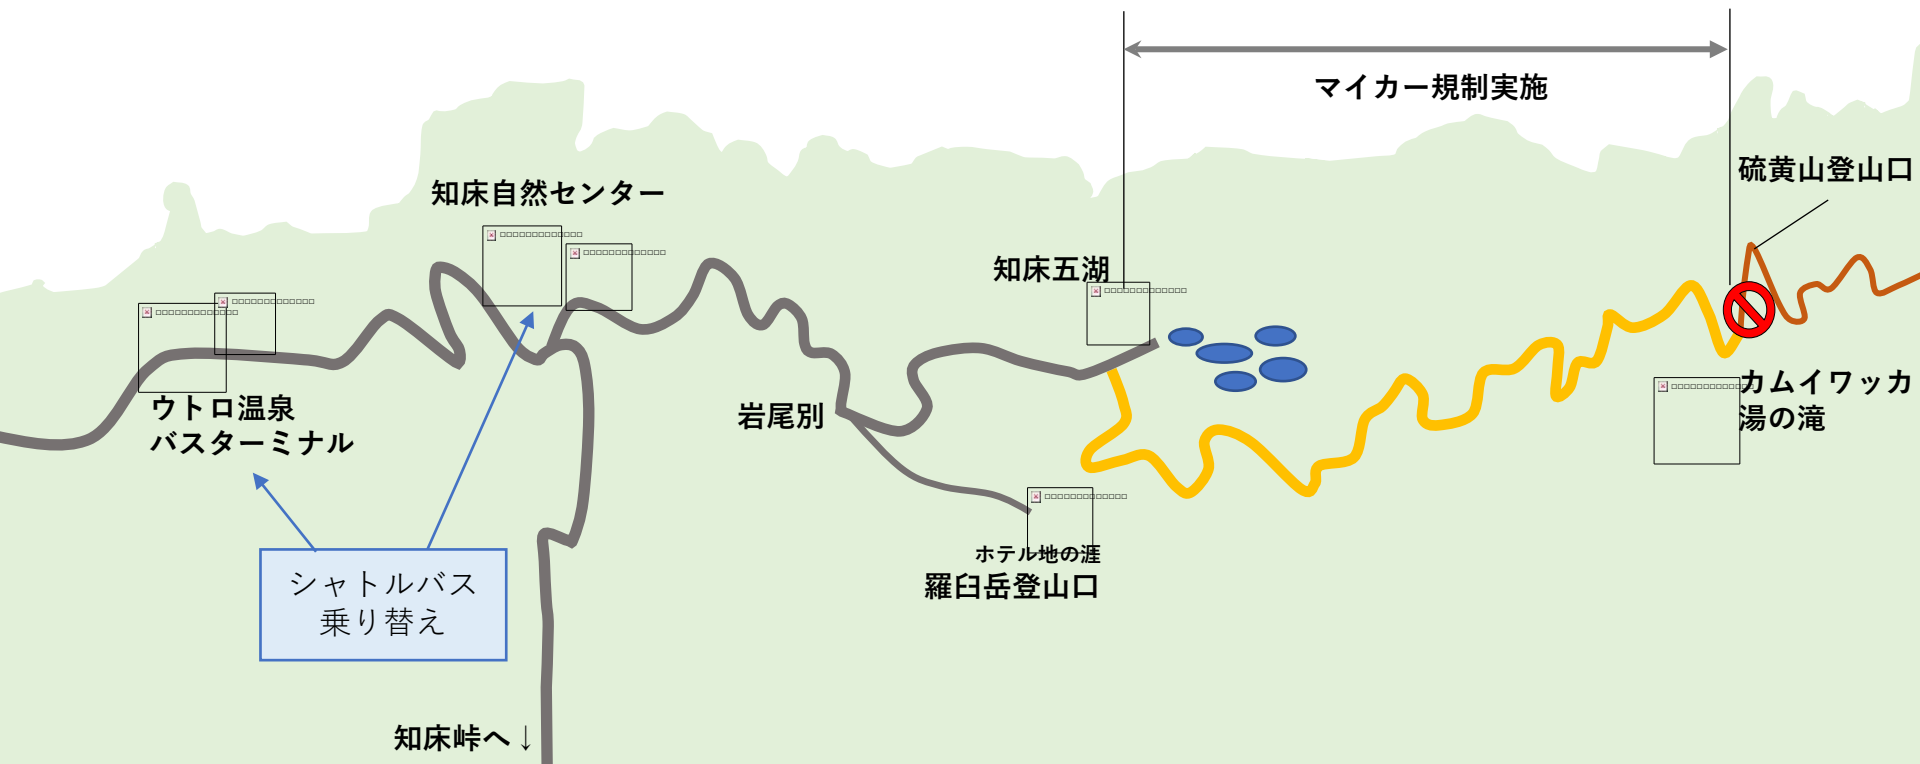 マイカー規制実施
硫黄山登山口
知床自然センター
知床五湖
カムイワッカ
湯の滝
ウトロ温泉
バスターミナル
岩尾別
ホテル地の涯
羅臼岳登山口
シャトルバス
乗り替え
知床峠へ↓